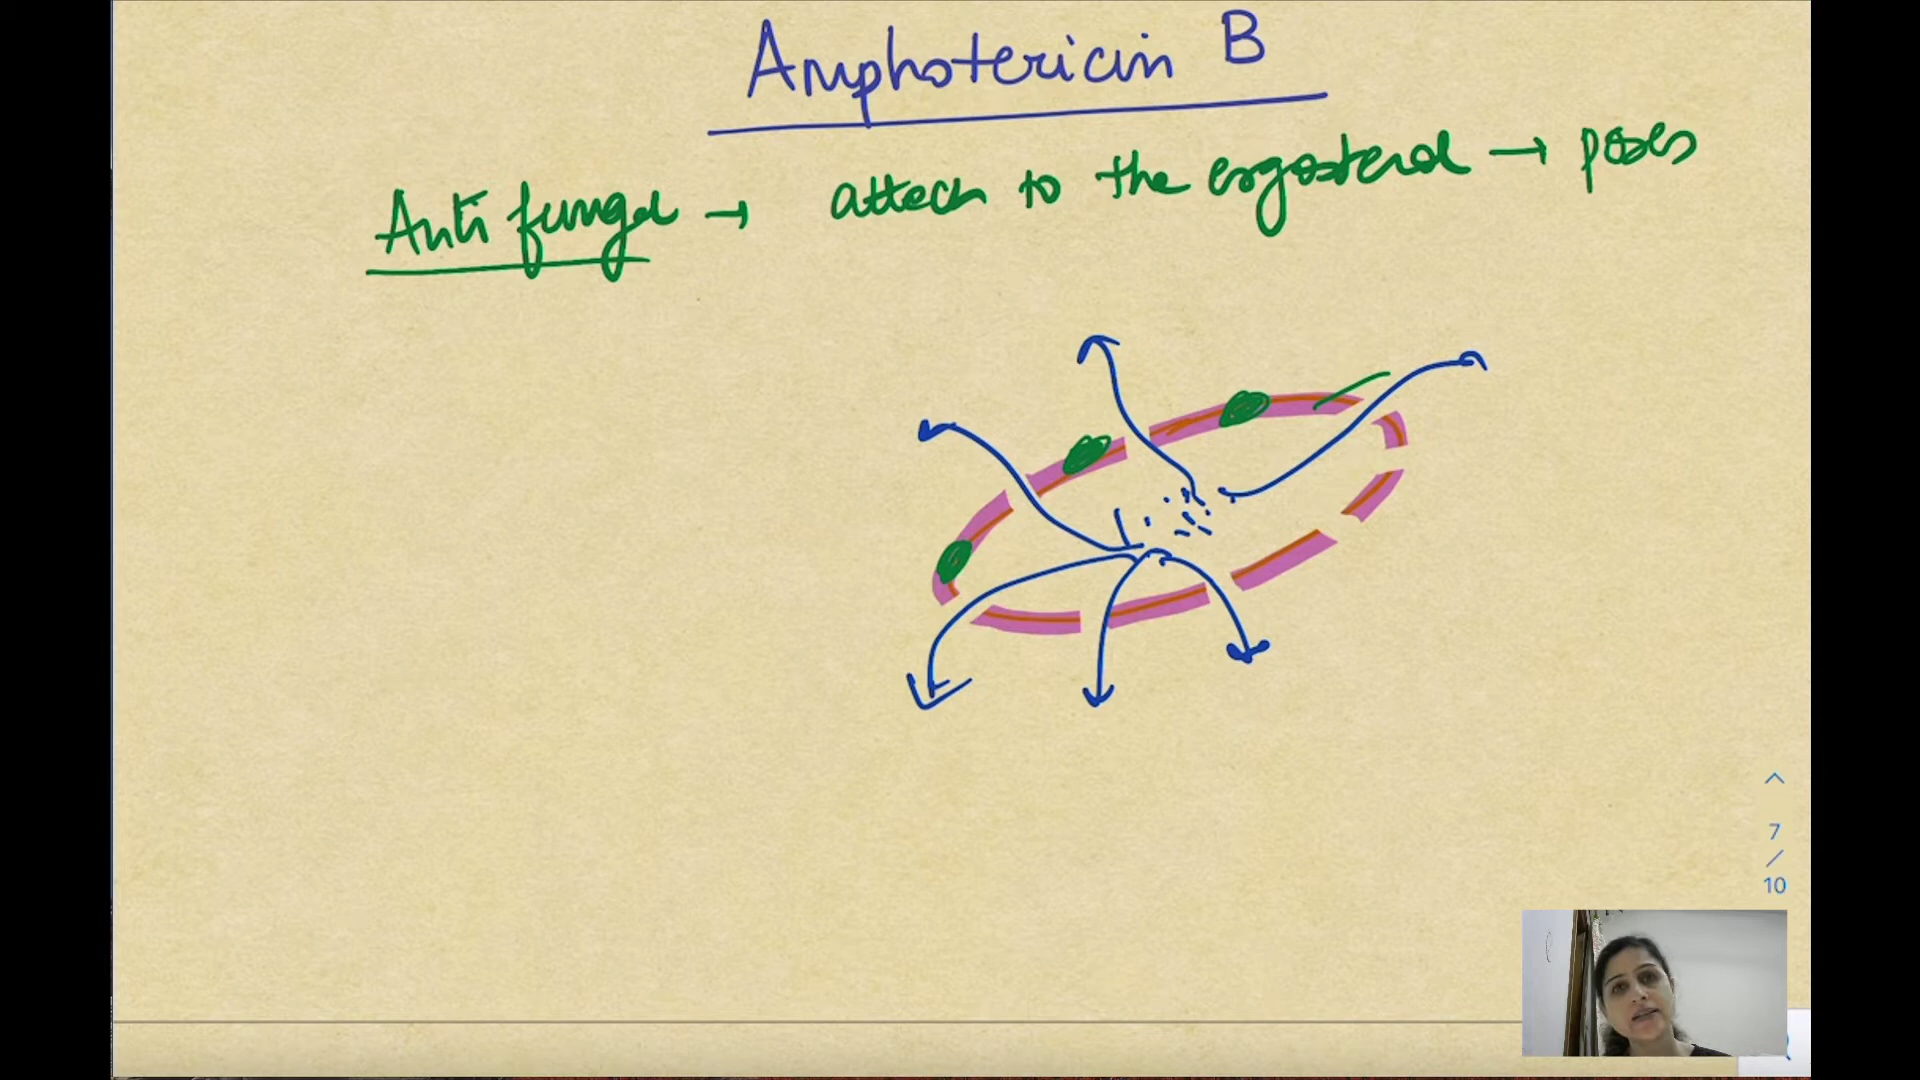 Amphotericin B
Anti fungal → attach to the ergosterol → pores
7
/
10